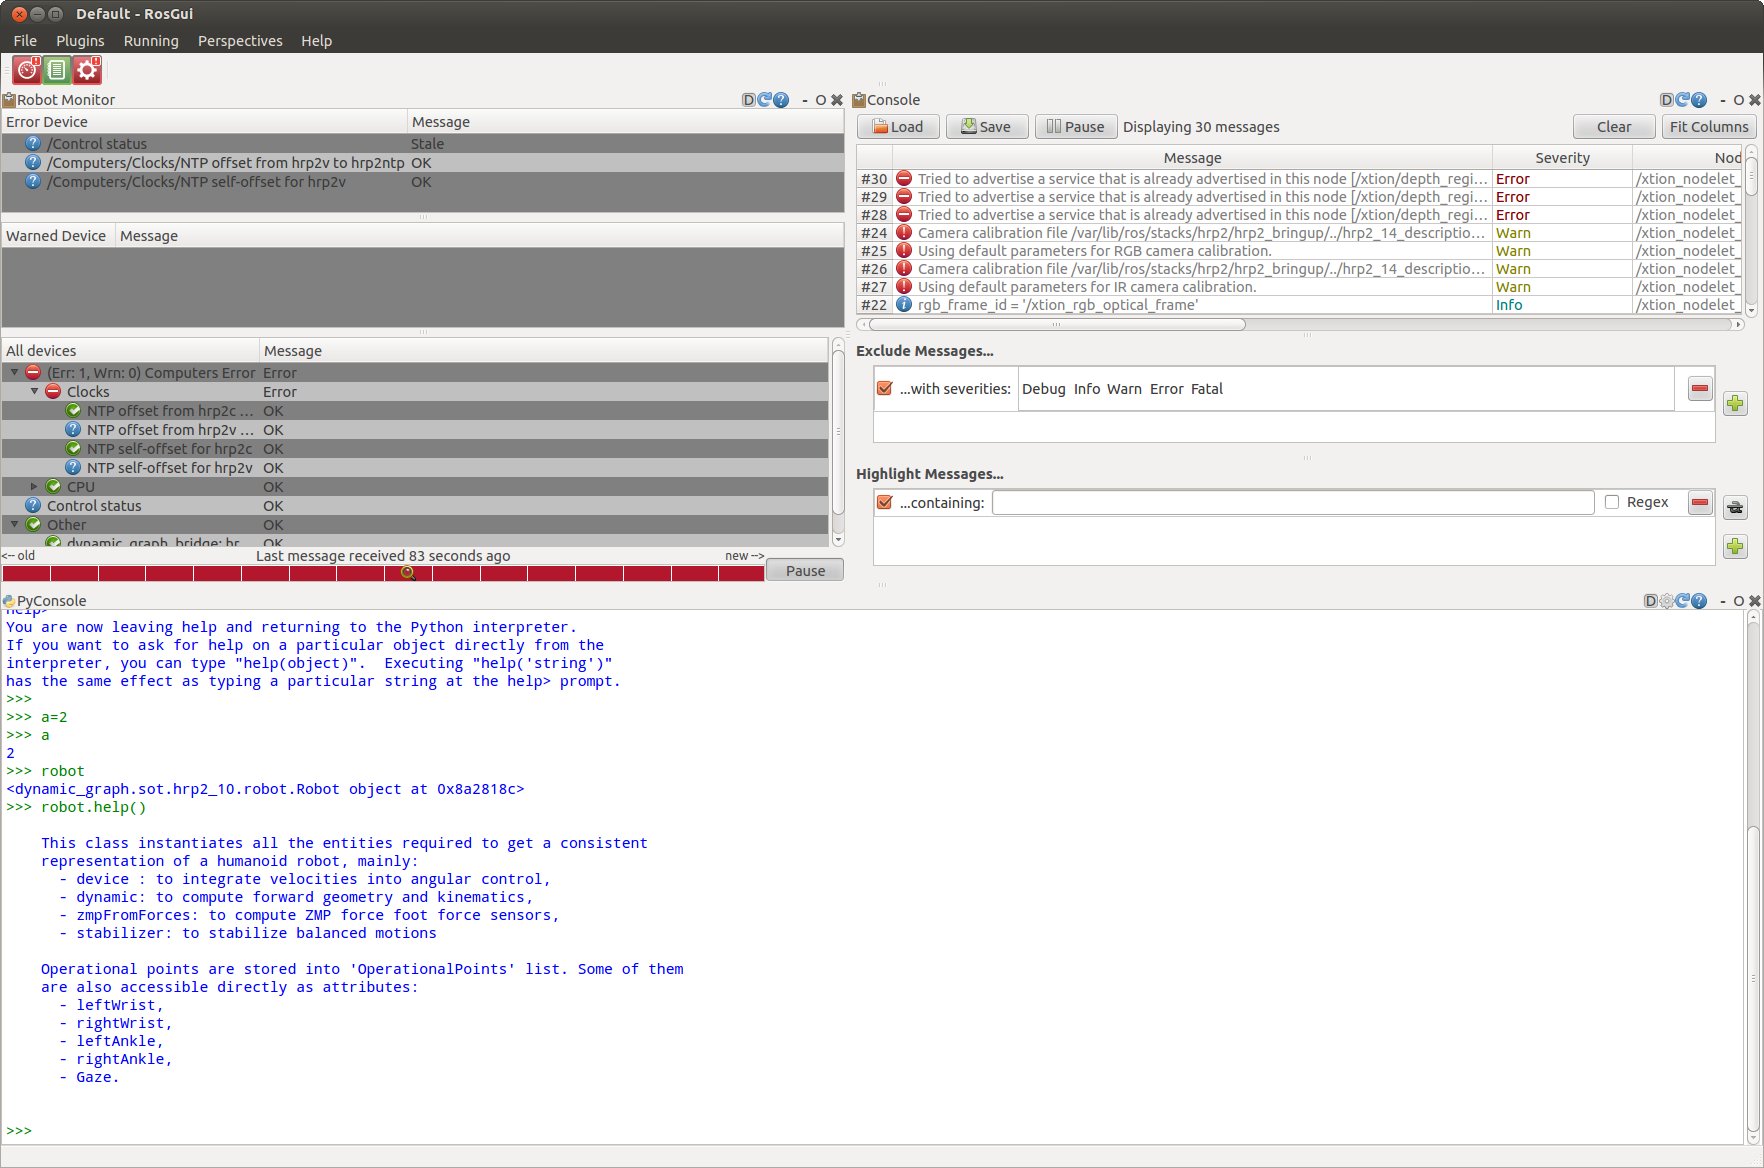 Default - RosGui
File Plugins Running Perspectives Help
Robot Monitor
D
Error Device Message
/Control status Stale
/Computers/Clocks/NTP offset from hrp2v to hrp2ntp OK
/Computers/Clocks/NTP self-offset for hrp2v OK
Warned Device Message
All devices Message
(Err: 1, Wrn: 0) Computers Error Error
Clocks Error
NTP offset from hrp2c ... OK
NTP offset from hrp2v ... OK
NTP self-offset for hrp2c OK
NTP self-offset for hrp2v OK
CPU OK
Control status OK
Other OK
dynamic_graph_bridge: hr... OK
<-- old Last message received 83 seconds ago new -->
Pause
Console
D
Load Save Pause Displaying 30 messages Clear Fit Columns
Message Severity Nod
#30 Tried to advertise a service that is already advertised in this node [/xtion/depth_regi... Error /xtion_nodelet_
#29 Tried to advertise a service that is already advertised in this node [/xtion/depth_regi... Error /xtion_nodelet_
#28 Tried to advertise a service that is already advertised in this node [/xtion/depth_regi... Error /xtion_nodelet_
#24 Camera calibration file /var/lib/ros/stacks/hrp2/hrp2_bringup/../hrp2_14_descriptio... Warn /xtion_nodelet_
#25 Using default parameters for RGB camera calibration. Warn /xtion_nodelet_
#26 Camera calibration file /var/lib/ros/stacks/hrp2/hrp2_bringup/../hrp2_14_descriptio... Warn /xtion_nodelet_
#27 Using default parameters for IR camera calibration. Warn /xtion_nodelet_
#22 rgb_frame_id = '/xtion_rgb_optical_frame' Info /xtion_nodelet_
Exclude Messages...
...with severities: Debug Info Warn Error Fatal
Highlight Messages...
...containing: Regex
PyConsole
D
help>
You are now leaving help and returning to the Python interpreter.
If you want to ask for help on a particular object directly from the
interpreter, you can type "help(object)".  Executing "help('string')"
has the same effect as typing a particular string at the help> prompt.
>>>
>>> a=2
>>> a
2
>>> robot
<dynamic_graph.sot.hrp2_10.robot.Robot object at 0x8a2818c>
>>> robot.help()
This class instantiates all the entities required to get a consistent
representation of a humanoid robot, mainly:
- device : to integrate velocities into angular control,
- dynamic: to compute forward geometry and kinematics,
- zmpFromForces: to compute ZMP force foot force sensors,
- stabilizer: to stabilize balanced motions
Operational points are stored into 'OperationalPoints' list. Some of them
are also accessible directly as attributes:
- leftWrist,
- rightWrist,
- leftAnkle,
- rightAnkle,
- Gaze.
>>>